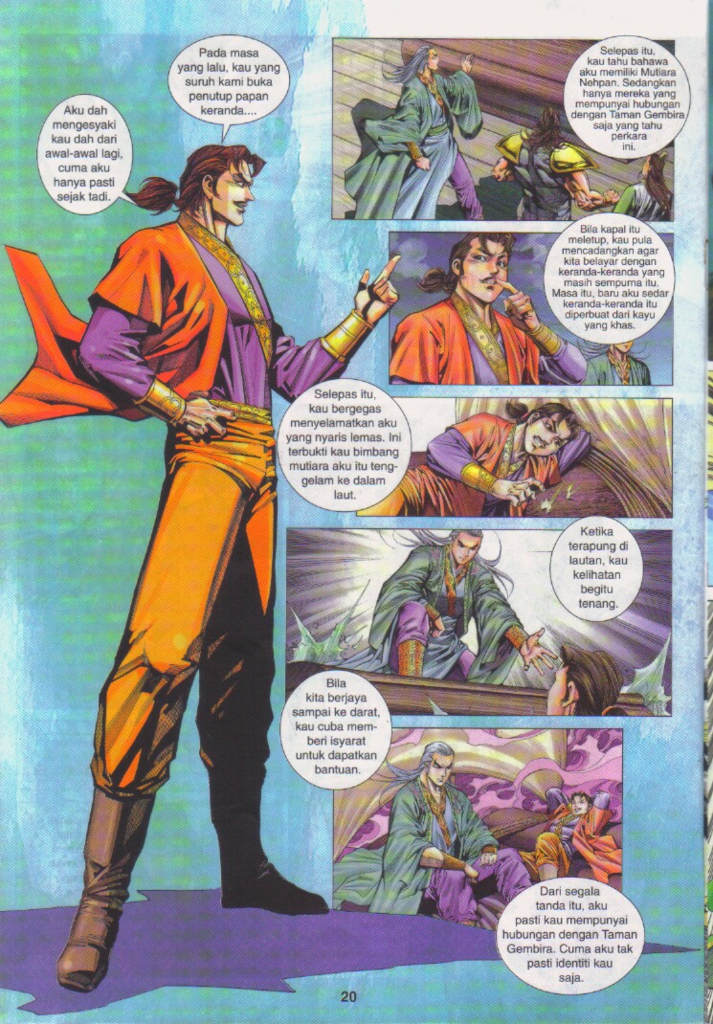 Pada masa
yang lalu, kau yang
suruh kami buka
penutup papan
keranda....
Aku dah
mengesyaki
kau dah dari
awal-awal lagi,
cuma aku
hanya pasti
sejak tadi.
Selepas itu,
kau tahu bahawa
aku memiliki Mutiara
Nehpan. Sedangkan
hanya mereka yang
mempunyai hubungan
dengan Taman Gembira
saja yang tahu
perkara
ini.
Bila kapal itu
meletup, kau pula
mencadangkan agar
kita belayar dengan
keranda-keranda yang
masih sempurna itu.
Masa itu, baru aku sedar
keranda-keranda itu
diperbuat dari kayu
yang khas.
Selepas itu,
kau bergegas
menyelamatkan aku
yang nyaris lemas. Ini
terbukti kau bimbang
mutiara aku itu teng-
gelam ke dalam
laut.
Ketika
terapung di
lautan, kau
kelihatan
begitu
tenang.
Bila
kita berjaya
sampai ke darat,
kau cuba mem-
beri isyarat
untuk dapatkan
bantuan.
Dari segala
tanda itu, aku
pasti kau mempunyai
hubungan dengan Taman
Gembira. Cuma aku tak
pasti identiti kau
saja.
20